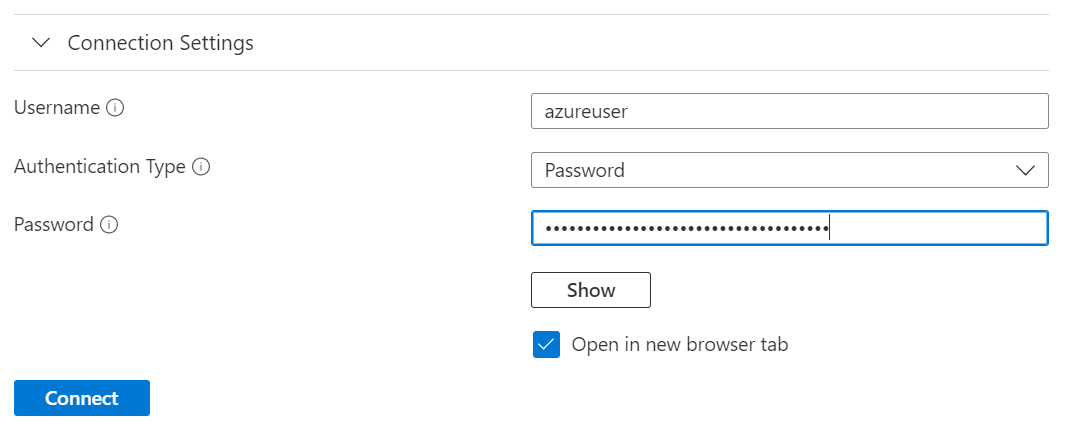 Connection Settings
Username
azureuser
Authentication Type
Password
Password
•••••••••••••••••••••••••••••••••••••
Show
Open in new browser tab
Connect